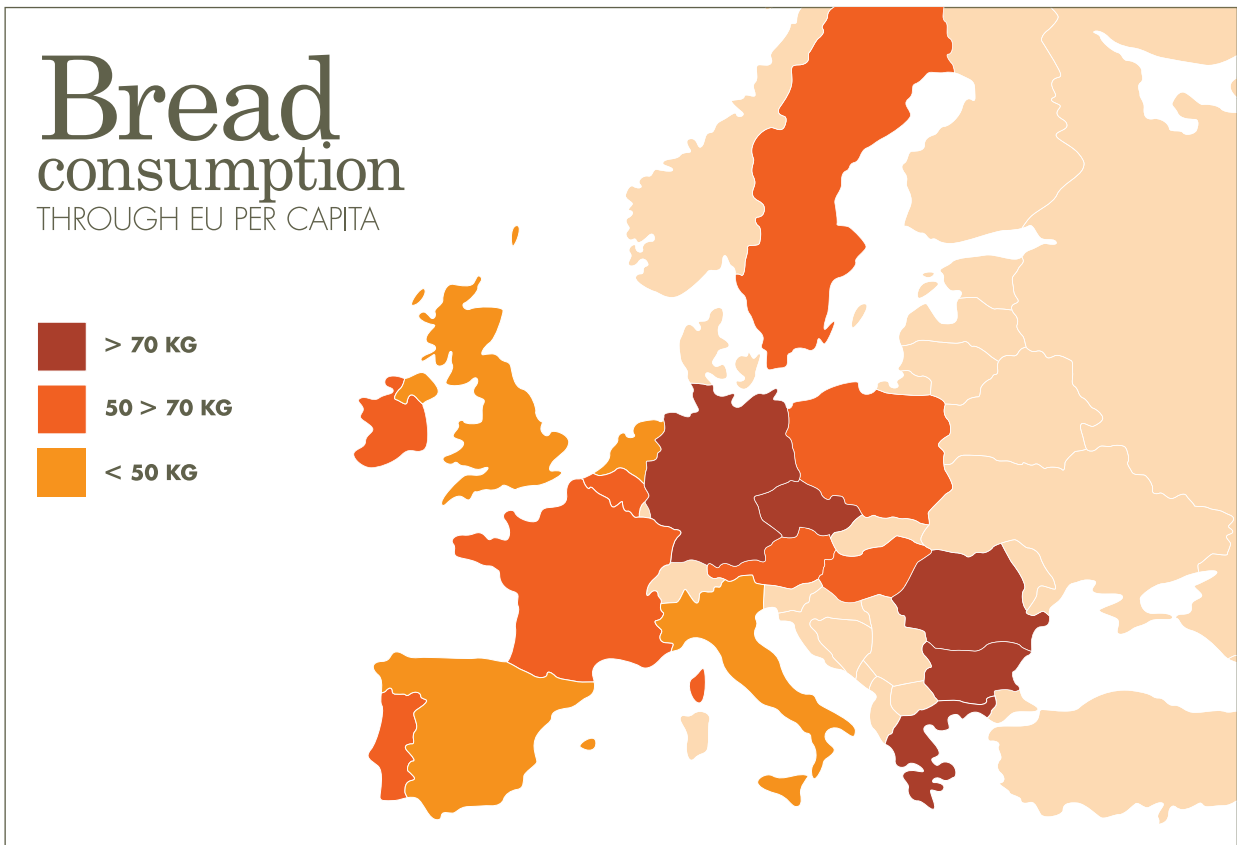 Bread
consumption
THROUGH EU PER CAPITA
> 70 KG
50 > 70 KG
< 50 KG